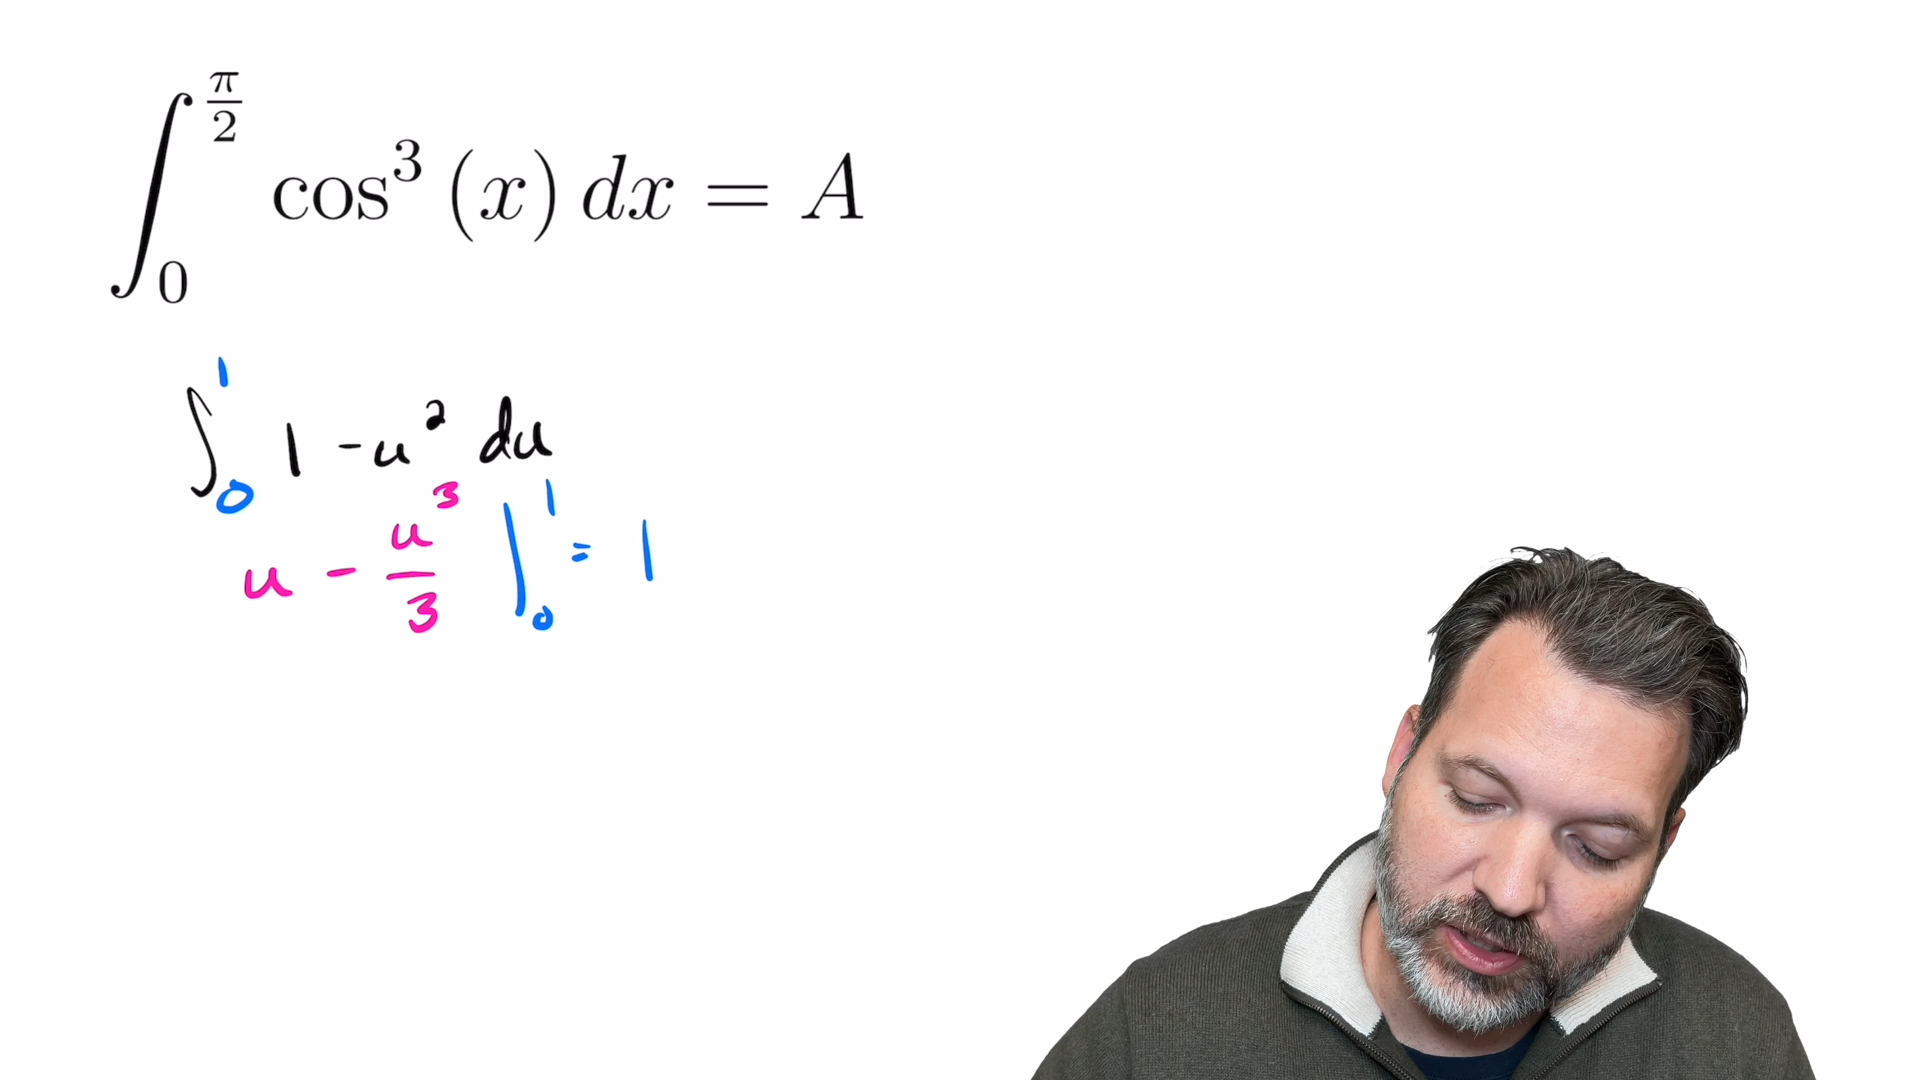 ∫₀^{π/2} cos³ (x) dx = A
∫₀¹ 1 - u² du
u - u³/3 |₀¹ = 1